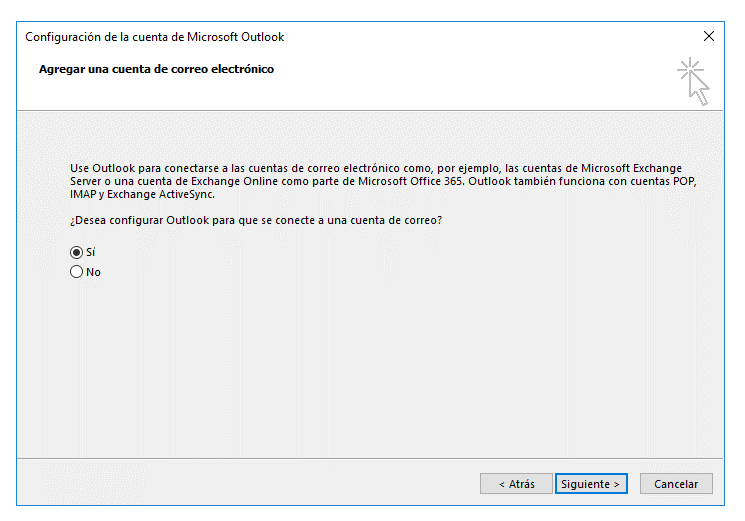 Configuración de la cuenta de Microsoft Outlook
Agregar una cuenta de correo electrónico
Use Outlook para conectarse a las cuentas de correo electrónico como, por ejemplo, las cuentas de Microsoft Exchange
Server o una cuenta de Exchange Online como parte de Microsoft Office 365. Outlook también funciona con cuentas POP,
IMAP y Exchange ActiveSync.
¿Desea configurar Outlook para que se conecte a una cuenta de correo?
Sí
No
< Atrás Siguiente > Cancelar